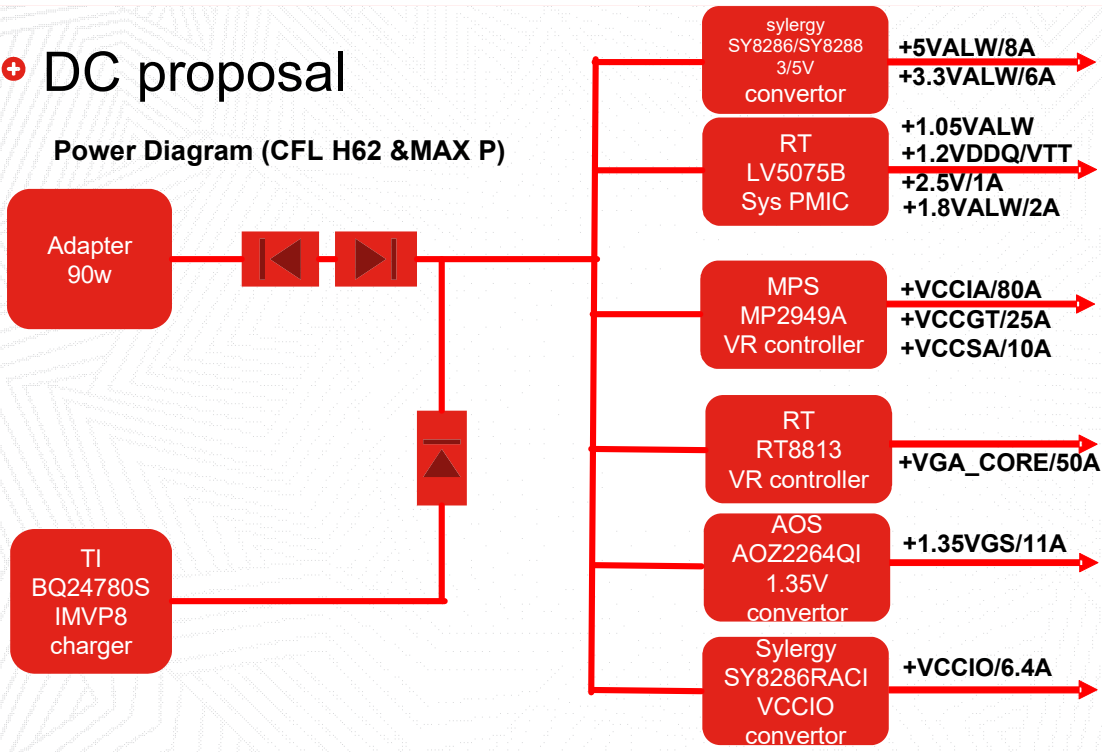 DC proposal
Power Diagram (CFL H62 &MAX P)
Adapter
90w
TI
BQ24780S
IMVP8
charger
sylergy
SY8286/SY8288
3/5V
convertor
+5VALW/8A
+3.3VALW/6A
RT
LV5075B
Sys PMIC
+1.05VALW
+1.2VDDQ/VTT
+2.5V/1A
+1.8VALW/2A
MPS
MP2949A
VR controller
+VCCIA/80A
+VCCGT/25A
+VCCSA/10A
RT
RT8813
VR controller
+VGA_CORE/50A
AOS
AOZ2264QI
1.35V
convertor
+1.35VGS/11A
Sylergy
SY8286RACI
VCCIO
convertor
+VCCIO/6.4A